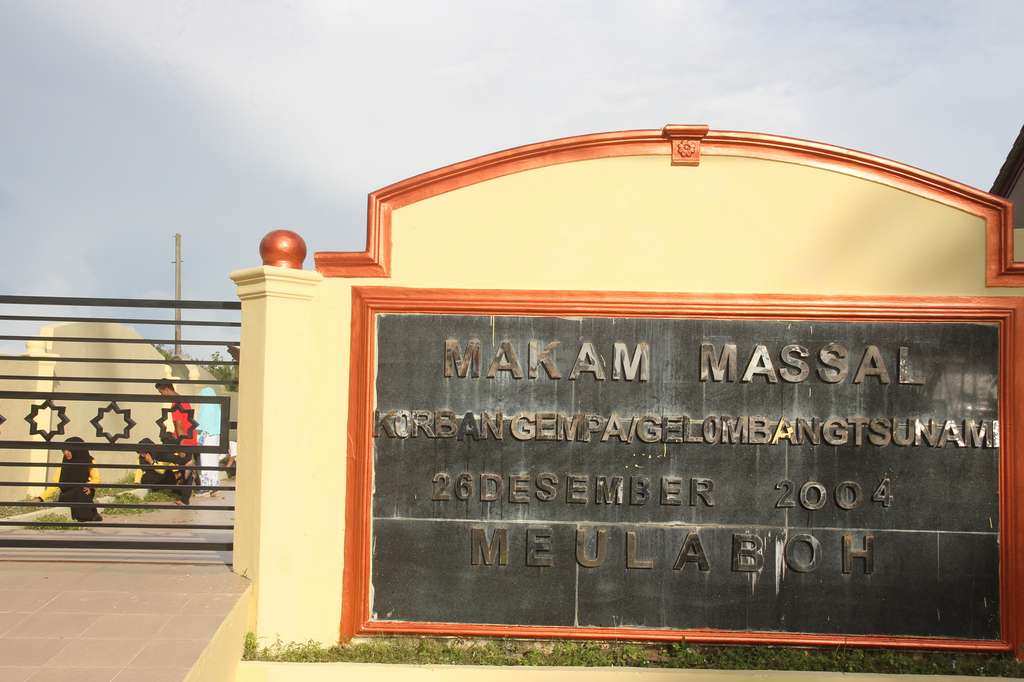 MAKAM MASSAL
KORBAN GEMPA/GELOMBANGTSUNAMI
26DESEMBER 2004
MEULABOH